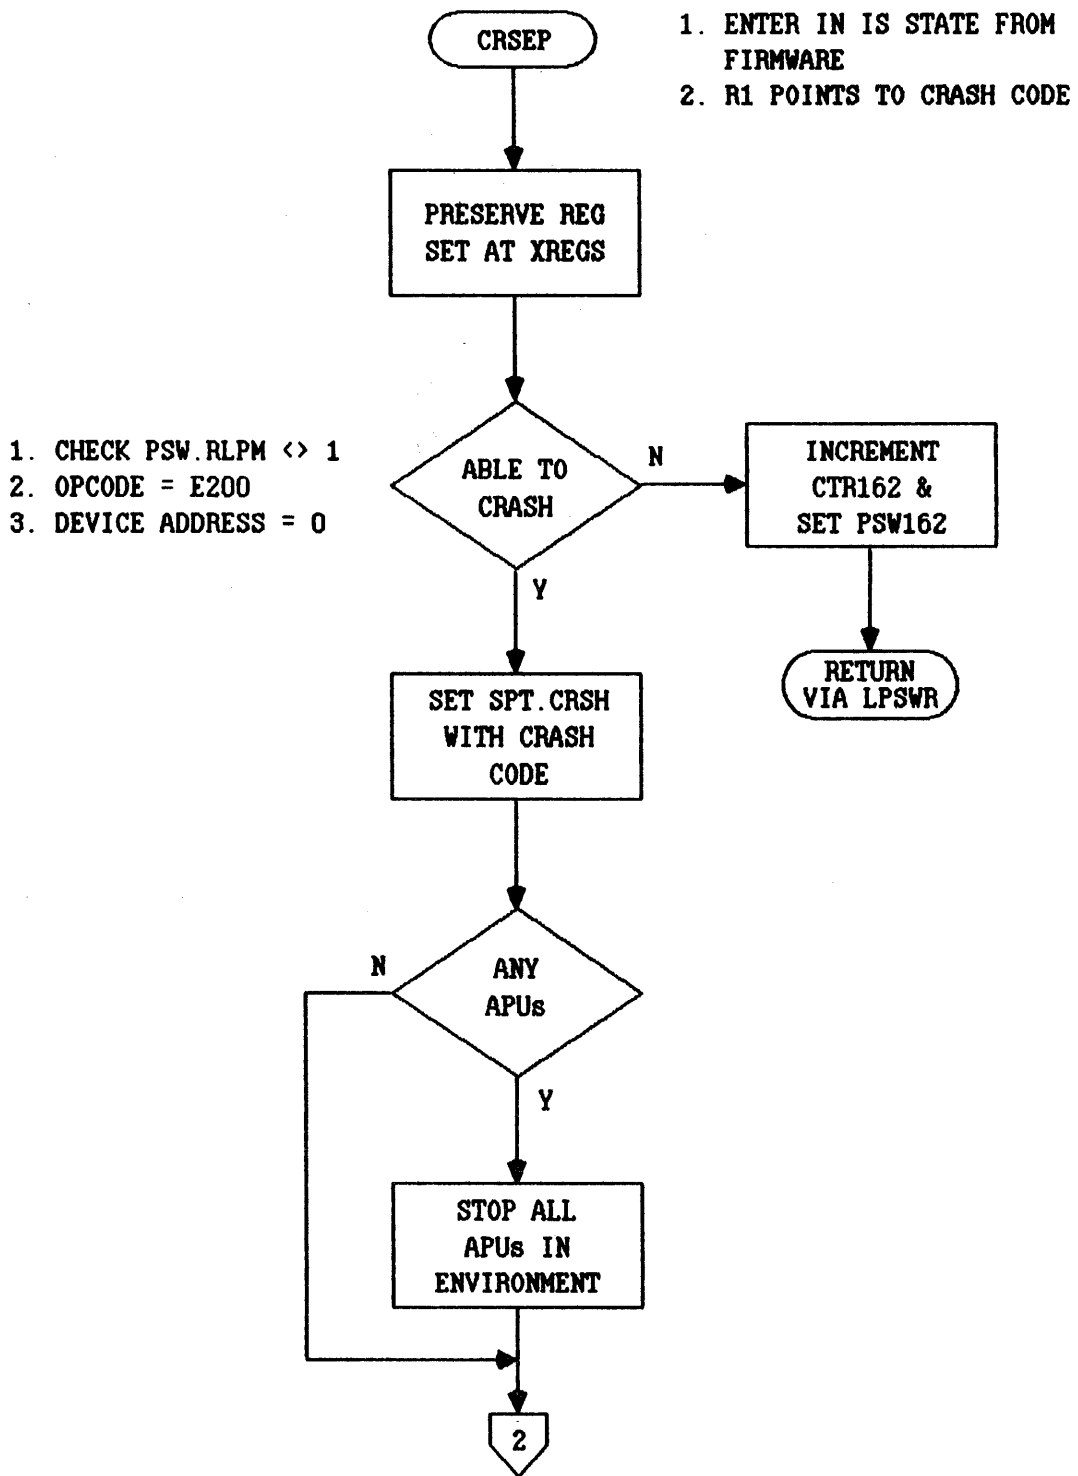 CRSEP
1. ENTER IN IS STATE FROM
FIRMWARE
2. R1 POINTS TO CRASH CODE
PRESERVE REG
SET AT XREGS
1. CHECK PSW.RLPM <> 1
2. OPCODE = E200
3. DEVICE ADDRESS = 0
ABLE TO
CRASH
N
INCREMENT
CTR162 &
SET PSW162
Y
RETURN
VIA LPSWR
SET SPT.CRSH
WITH CRASH
CODE
N
ANY
APUs
Y
STOP ALL
APUs IN
ENVIRONMENT
2